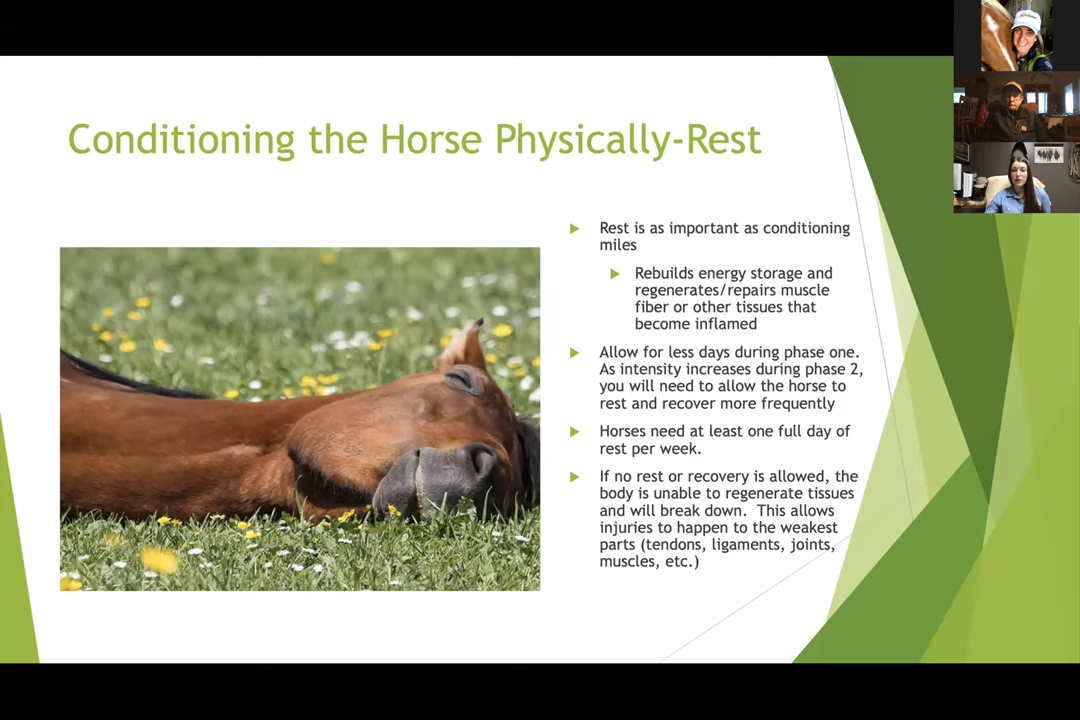 Conditioning the Horse Physically-Rest
Rest is as important as conditioning
miles
Rebuilds energy storage and
regenerates/repairs muscle
fiber or other tissues that
become inflamed
Allow for less days during phase one.
As intensity increases during phase 2,
you will need to allow the horse to
rest and recover more frequently
Horses need at least one full day of
rest per week.
If no rest or recovery is allowed, the
body is unable to regenerate tissues
and will break down.  This allows
injuries to happen to the weakest
parts (tendons, ligaments, joints,
muscles, etc.)